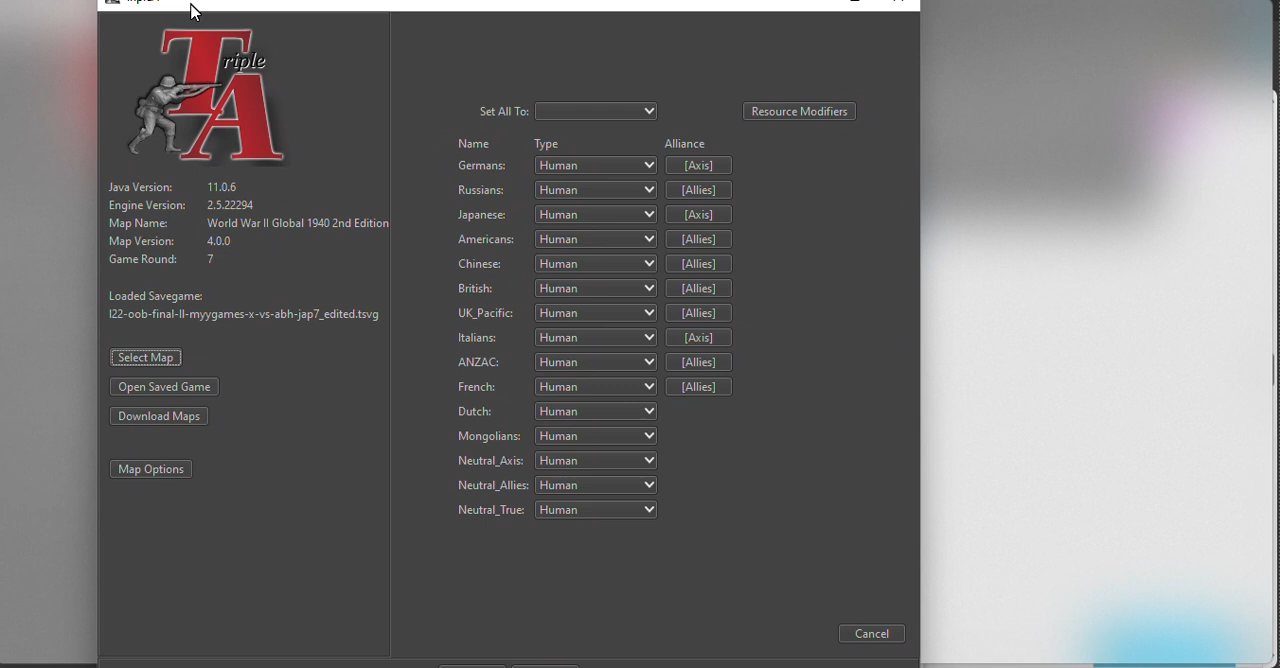 Triple
A
Java Version: 11.0.6
Engine Version: 2.5.22294
Map Name: World War II Global 1940 2nd Edition
Map Version: 4.0.0
Game Round: 7
Loaded Savegame:
l22-oob-final-ll-myygames-x-vs-abh-jap7_edited.tsvg
Select Map
Open Saved Game
Download Maps
Map Options
Set All To:
Resource Modifiers
Name Type Alliance
Germans: Human [Axis]
Russians: Human [Allies]
Japanese: Human [Axis]
Americans: Human [Allies]
Chinese: Human [Allies]
British: Human [Allies]
UK_Pacific: Human [Allies]
Italians: Human [Axis]
ANZAC: Human [Allies]
French: Human [Allies]
Dutch: Human
Mongolians: Human
Neutral_Axis: Human
Neutral_Allies: Human
Neutral_True: Human
Cancel